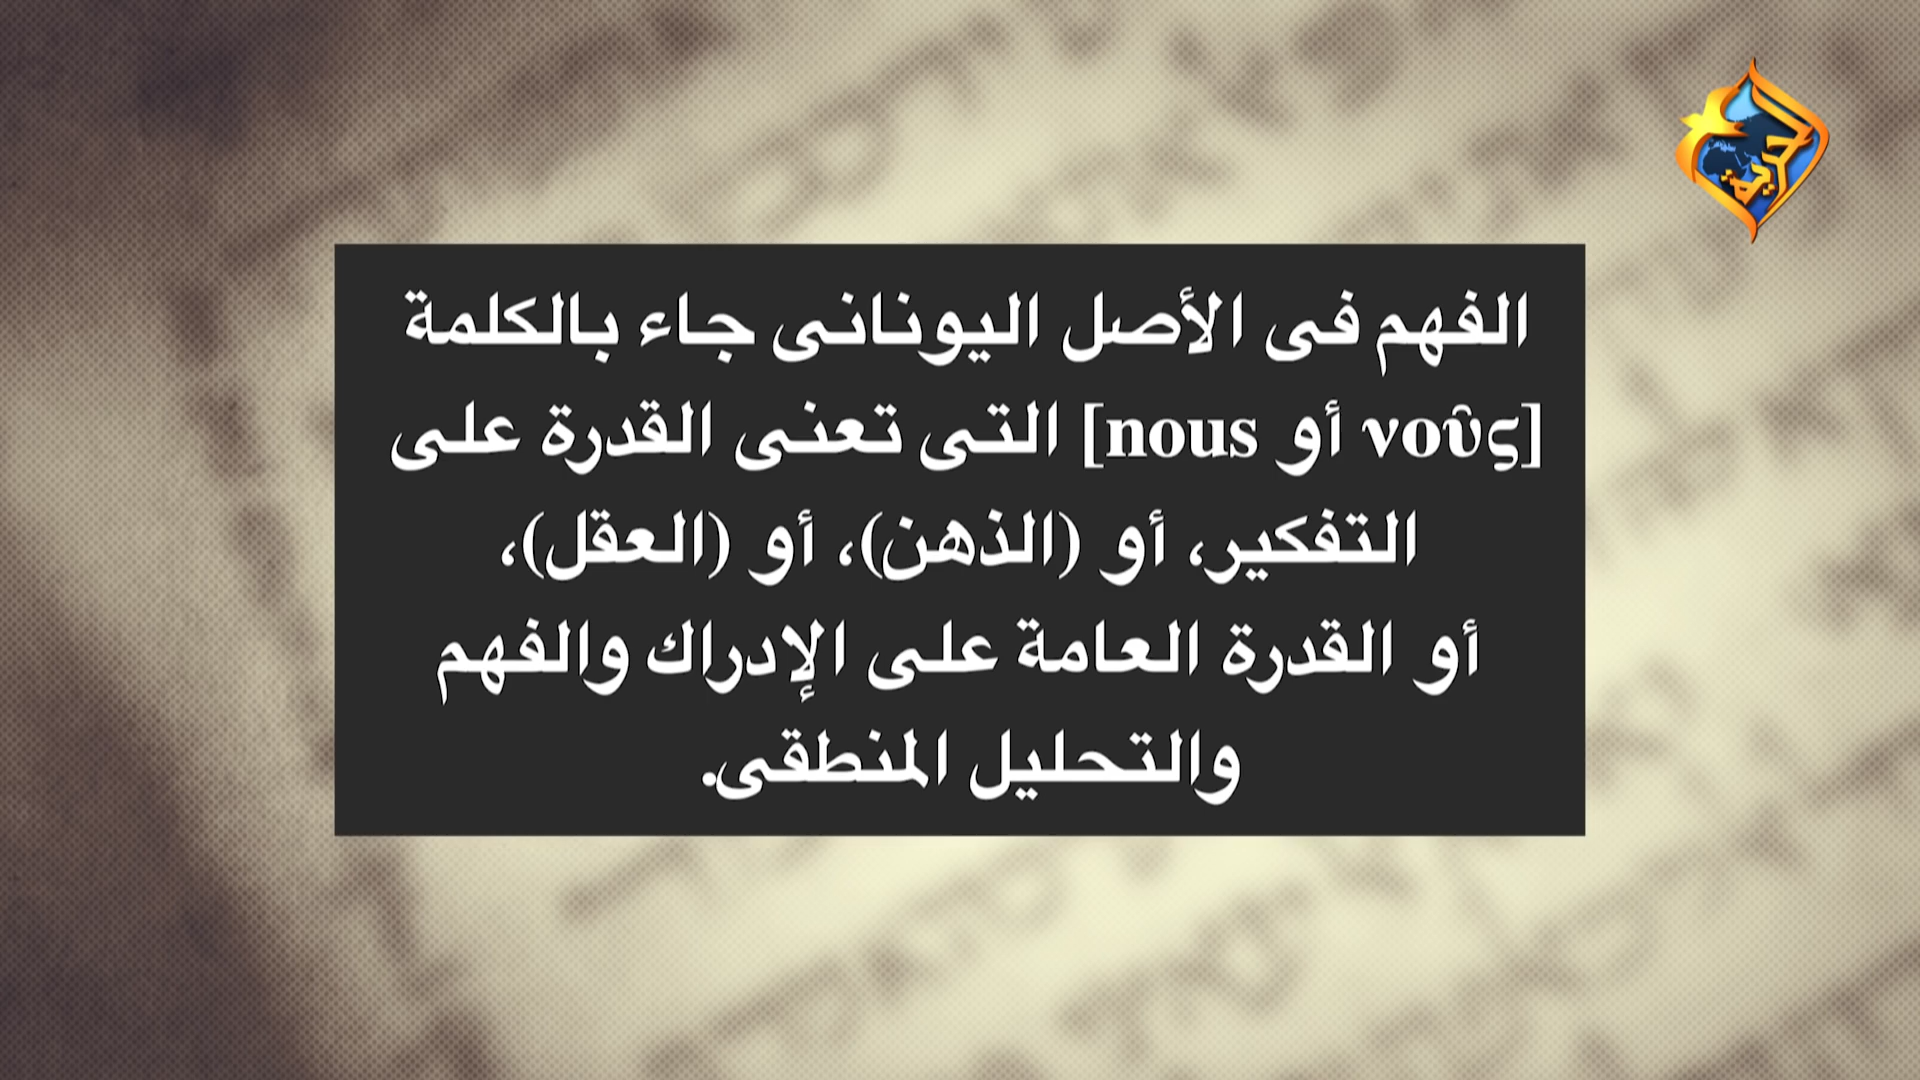 الحرية
الفهم فى الأصل اليونانى جاء بالكلمة
[νοῦς أو nous] التى تعنى القدرة على
التفكير، أو (الذهن)، أو (العقل)،
أو القدرة العامة على الإدراك والفهم
والتحليل المنطقى.